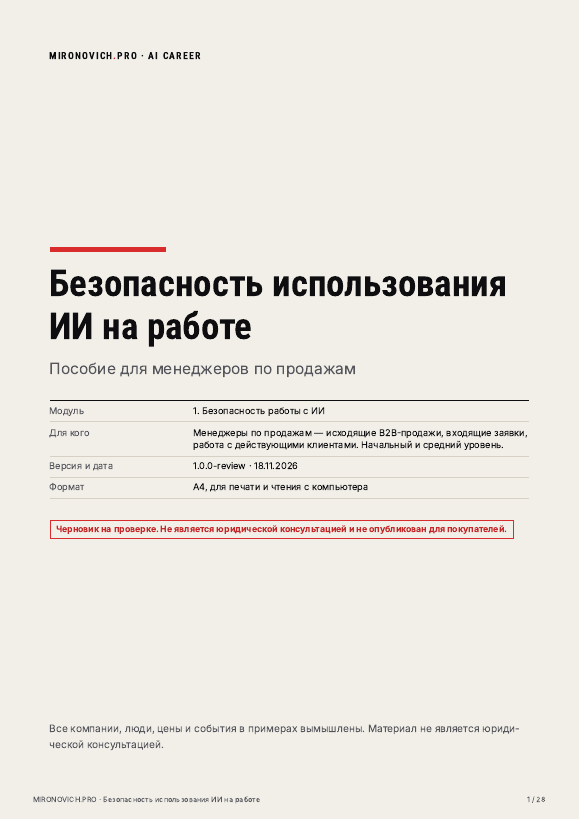 MIRONOVICH.PRO · AI CAREER
Безопасность использования
ИИ на работе
Пособие для менеджеров по продажам
Модуль 1. Безопасность работы с ИИ
Для кого Менеджеры по продажам — исходящие B2B-продажи, входящие заявки,
работа с действующими клиентами. Начальный и средний уровень.
Версия и дата 1.0.0-review · 18.11.2026
Формат A4, для печати и чтения с компьютера
Черновик на проверке. Не является юридической консультацией и не опубликован для покупателей.
Все компании, люди, цены и события в примерах вымышлены. Материал не является юриди-
ческой консультацией.
MIRONOVICH.PRO · Безопасность использования ИИ на работе 1 / 28